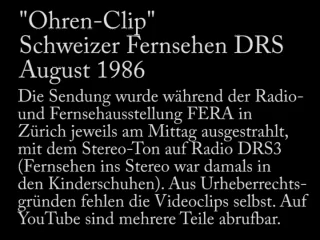 "Ohren-Clip"
Schweizer Fernsehen DRS
August 1986
Die Sendung wurde während der Radio-
und Fernsehausstellung FERA in
Zürich jeweils am Mittag ausgestrahlt,
mit dem Stereo-Ton auf Radio DRS3
(Fernsehen ins Stereo war damals in
den Kinderschuhen). Aus Urheberrechts-
gründen fehlen die Videoclips selbst. Auf
YouTube sind mehrere Teile abrufbar.